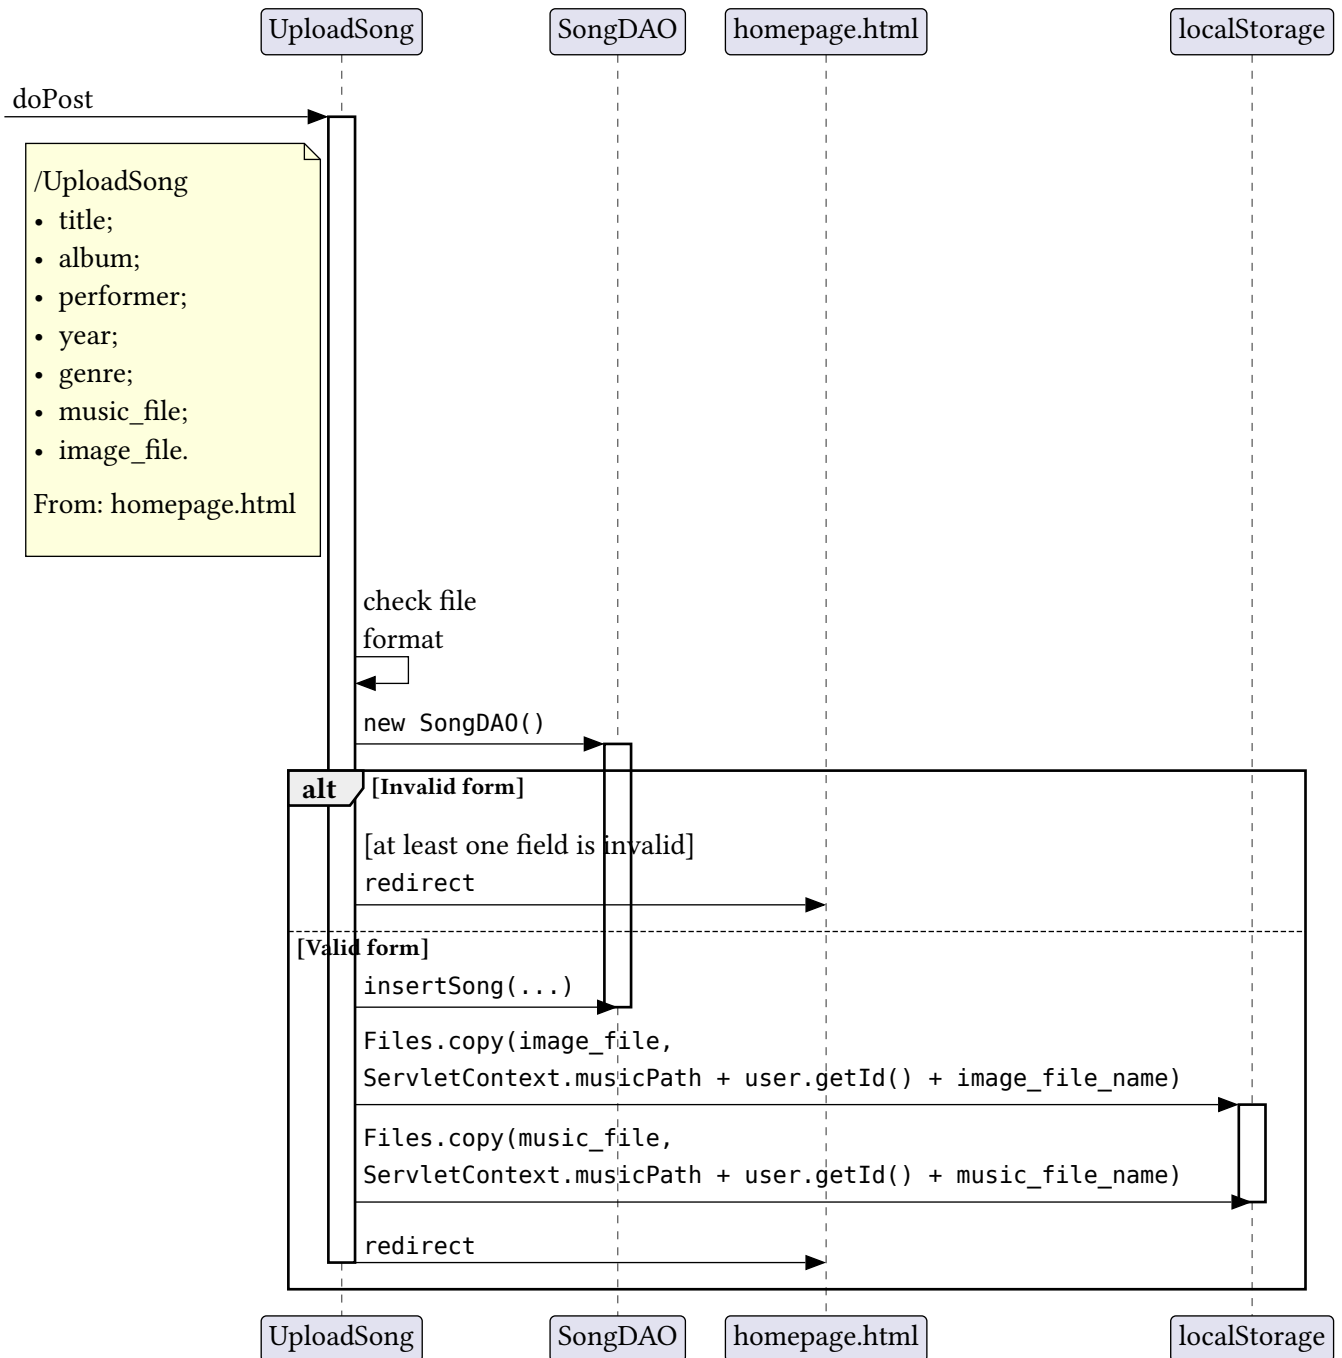 UploadSong
SongDAO
homepage.html
localStorage
doPost
/UploadSong
• title;
• album;
• performer;
• year;
• genre;
• music_file;
• image_file.
From: homepage.html
check file
format
new SongDAO()
alt
[Invalid form]
[at least one field is invalid]
redirect
[Valid form]
insertSong(...)
Files.copy(image_file,
ServletContext.musicPath + user.getId() + image_file_name)
Files.copy(music_file,
ServletContext.musicPath + user.getId() + music_file_name)
redirect
UploadSong
SongDAO
homepage.html
localStorage